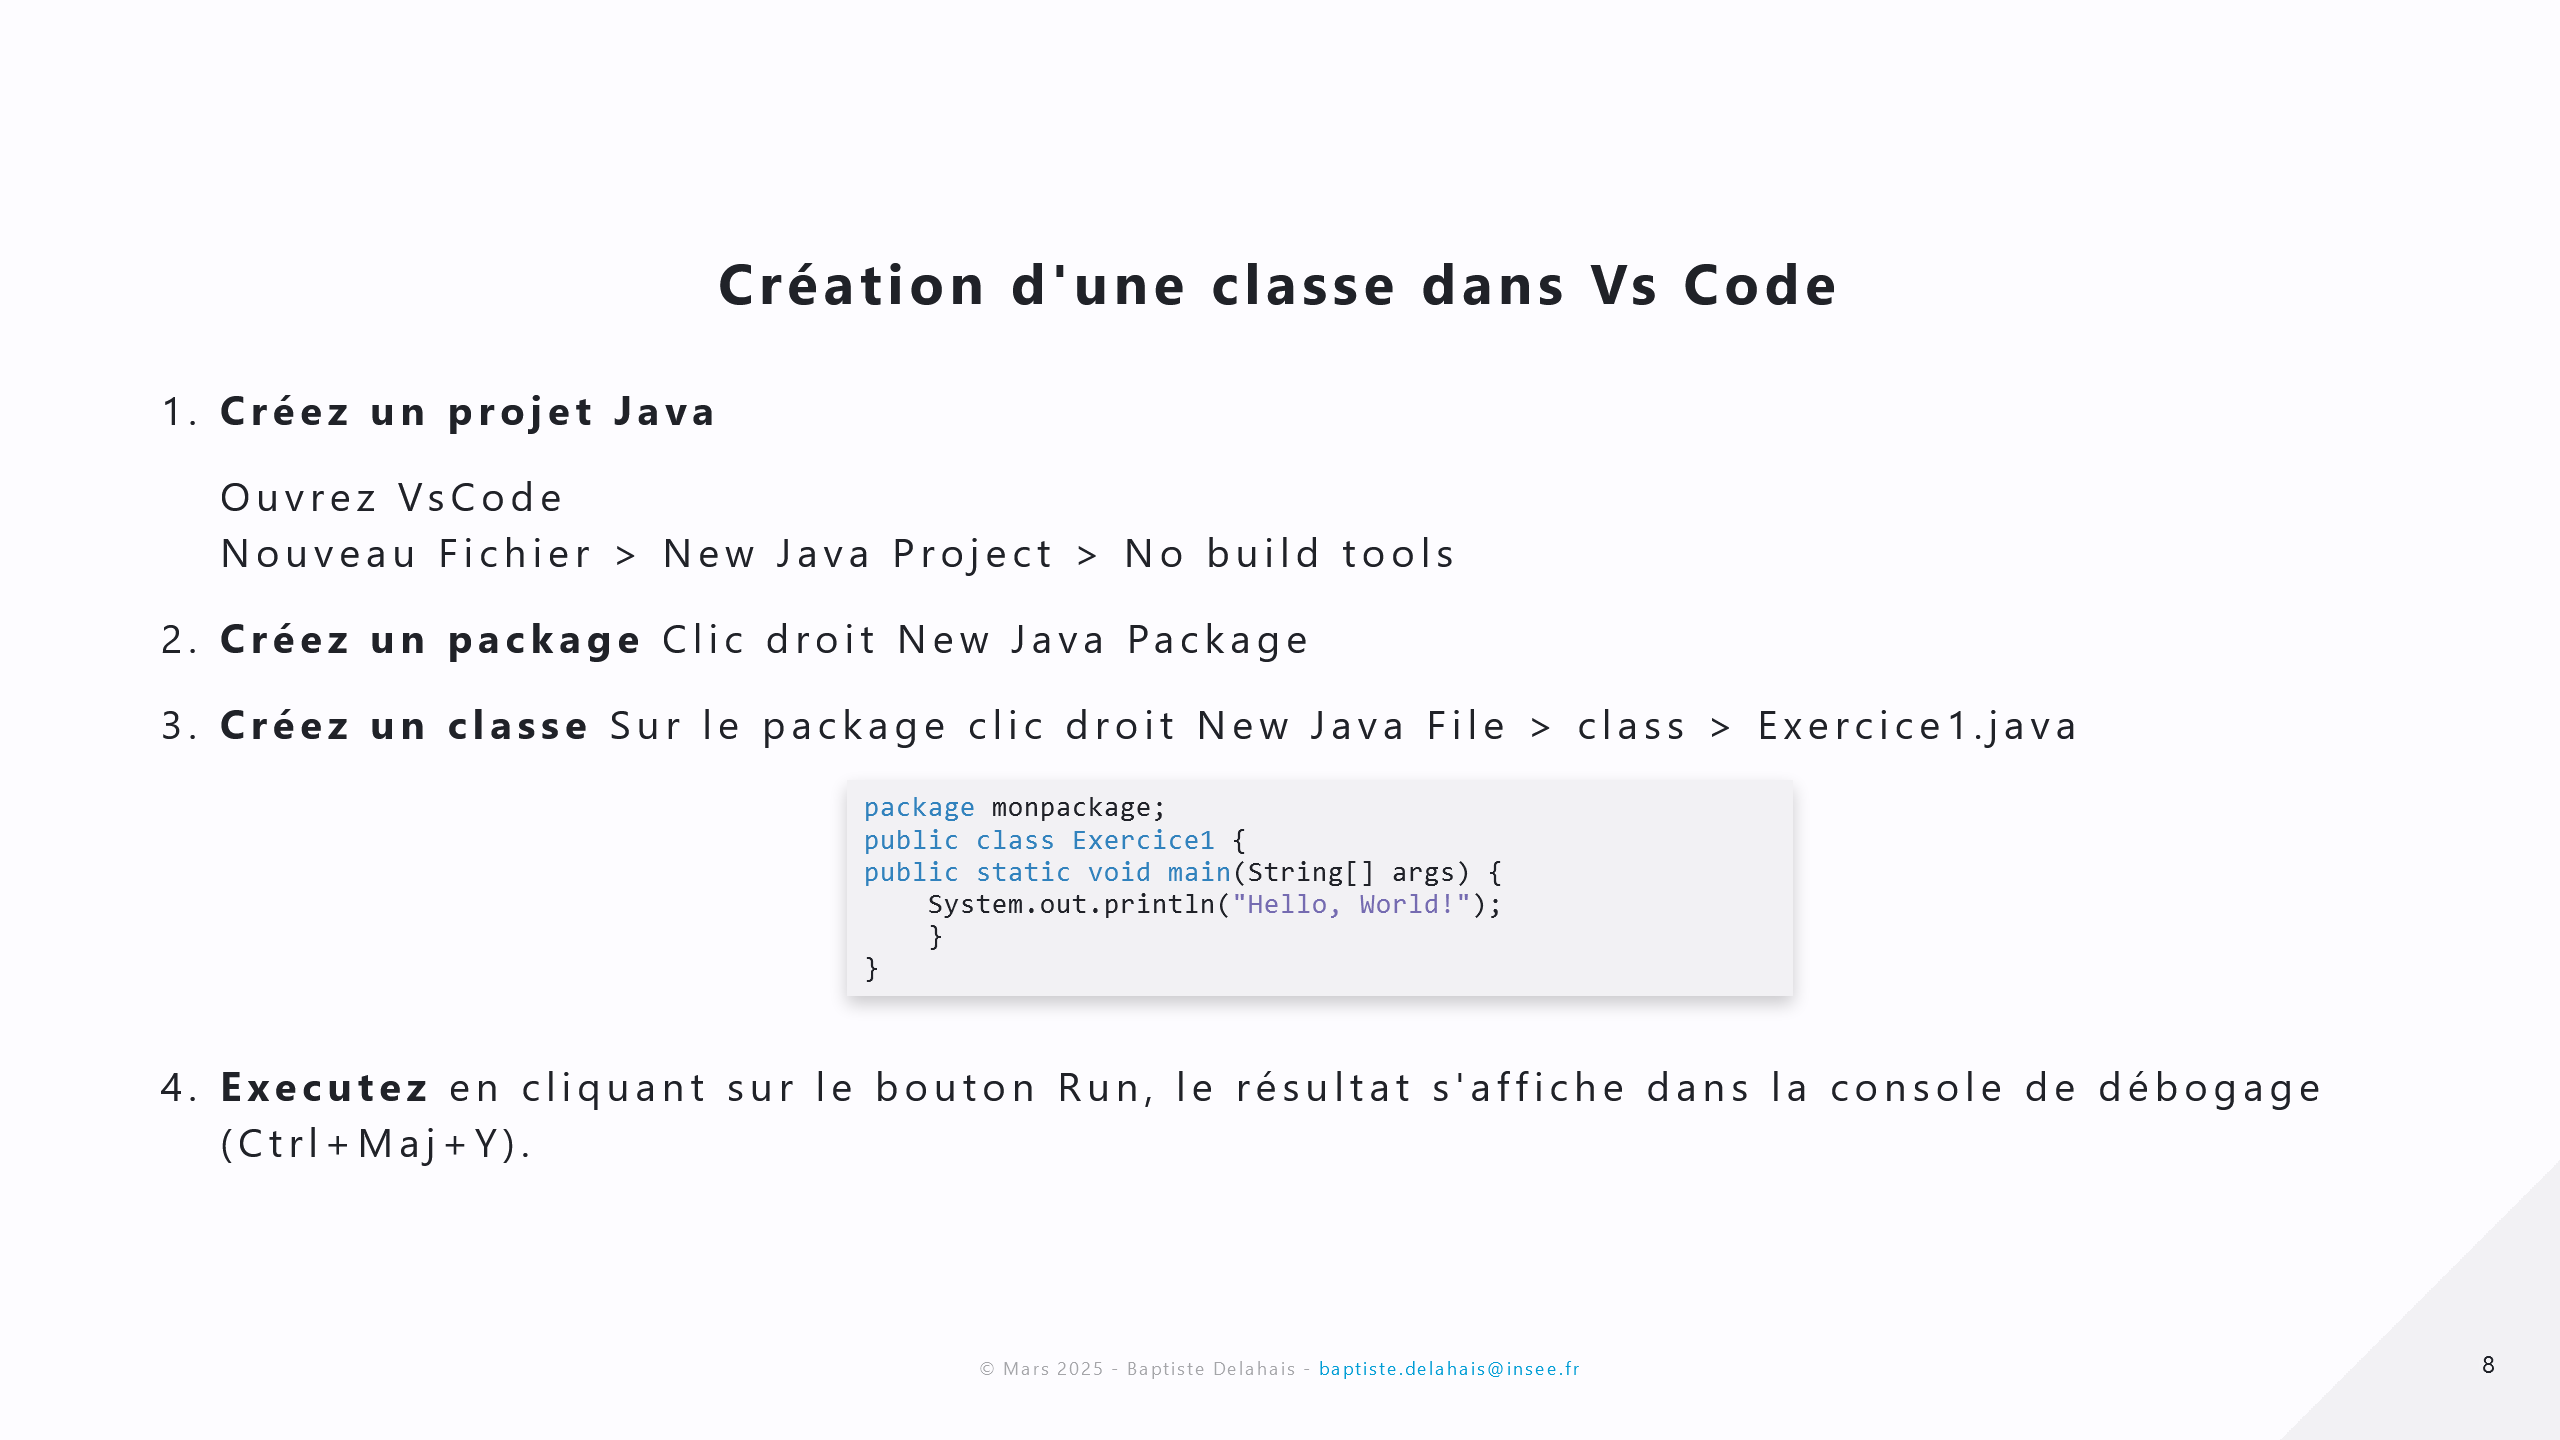 Création d'une classe dans Vs Code
1. Créez un projet Java
Ouvrez VsCode
Nouveau Fichier > New Java Project > No build tools
2. Créez un package Clic droit New Java Package
3. Créez un classe Sur le package clic droit New Java File > class > Exercice1.java
package monpackage;
public class Exercice1 {
public static void main(String[] args) {
    System.out.println("Hello, World!");
    }
}
4. Executez en cliquant sur le bouton Run, le résultat s'affiche dans la console de débogage
(Ctrl+Maj+Y).
© Mars 2025 - Baptiste Delahais - baptiste.delahais@insee.fr
8